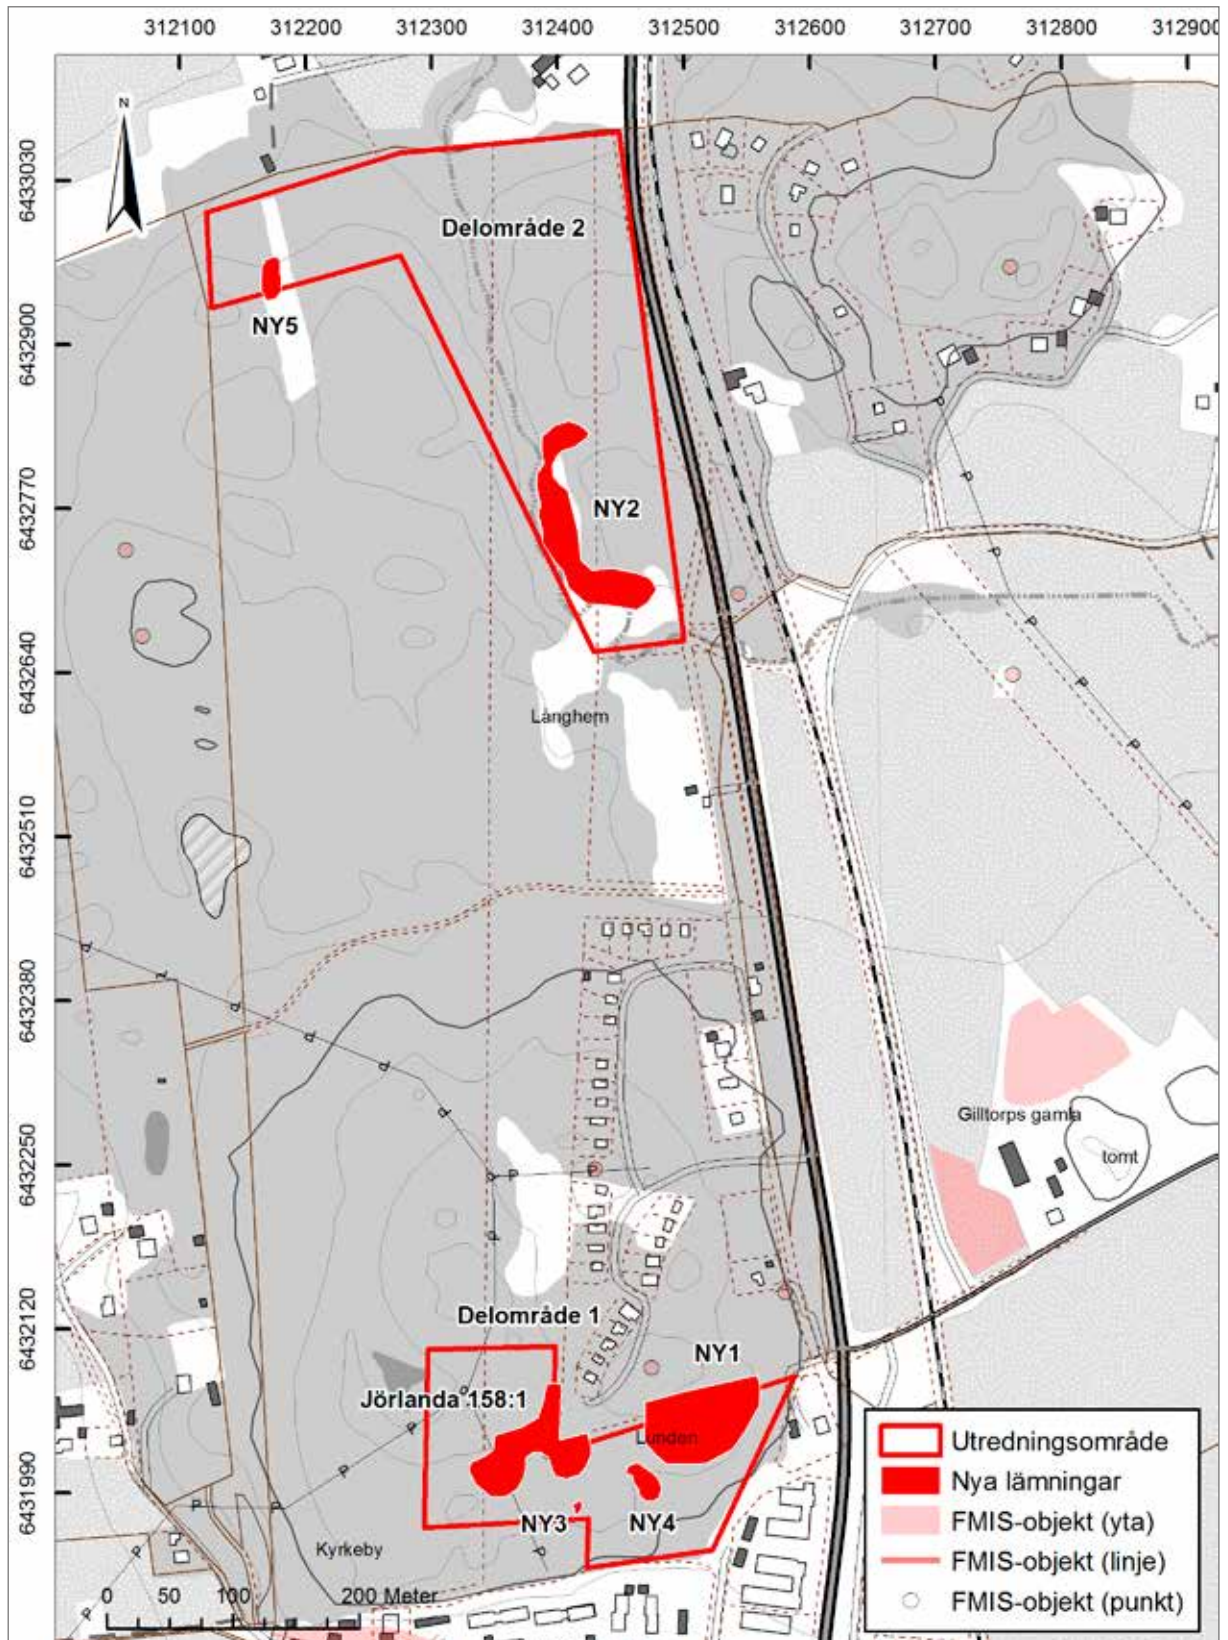 312100 312200 312300 312400 312500 312600 312700 312800 312900
N
6433030
Delområde 2
6432900
NY5
6432770
NY2
6432640
Långhem
6432510
6432380
Gilltorps gamla
tomt
6432250
6432120
Delområde 1
NY1
Jörlanda 158:1
Lunden
6431990
NY3
NY4
Kyrkeby
0 50 100 200 Meter
Utredningsområde
Nya lämningar
FMIS-objekt (yta)
FMIS-objekt (linje)
FMIS-objekt (punkt)